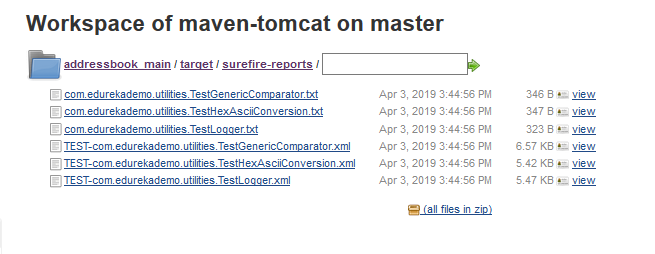 Workspace of maven-tomcat on master
addressbook_main / target / surefire-reports /
com.edurekademo.utilities.TestGenericComparator.txt Apr 3, 2019 3:44:56 PM 346 B view
com.edurekademo.utilities.TestHexAsciiConversion.txt Apr 3, 2019 3:44:56 PM 347 B view
com.edurekademo.utilities.TestLogger.txt Apr 3, 2019 3:44:56 PM 323 B view
TEST-com.edurekademo.utilities.TestGenericComparator.xml Apr 3, 2019 3:44:56 PM 6.57 KB view
TEST-com.edurekademo.utilities.TestHexAsciiConversion.xml Apr 3, 2019 3:44:56 PM 5.42 KB view
TEST-com.edurekademo.utilities.TestLogger.xml Apr 3, 2019 3:44:56 PM 5.47 KB view
(all files in zip)